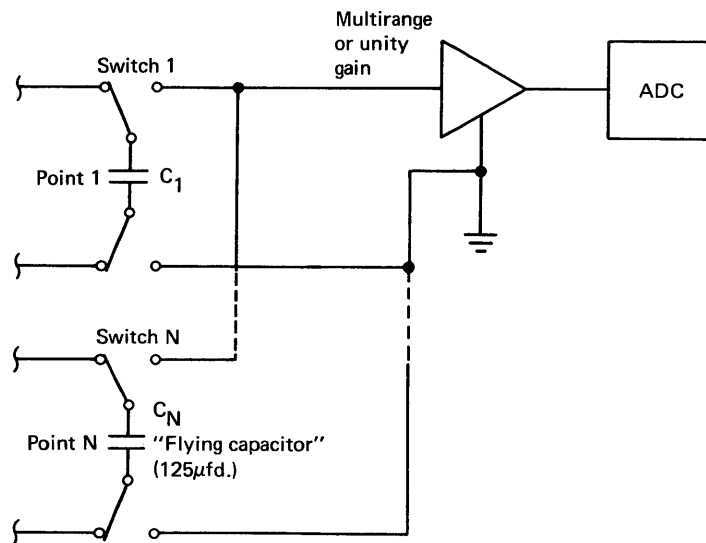 Multirange
or unity
gain
ADC
Switch 1
Point 1
C1
Switch N
CN
Point N
"Flying capacitor"
(125μfd.)